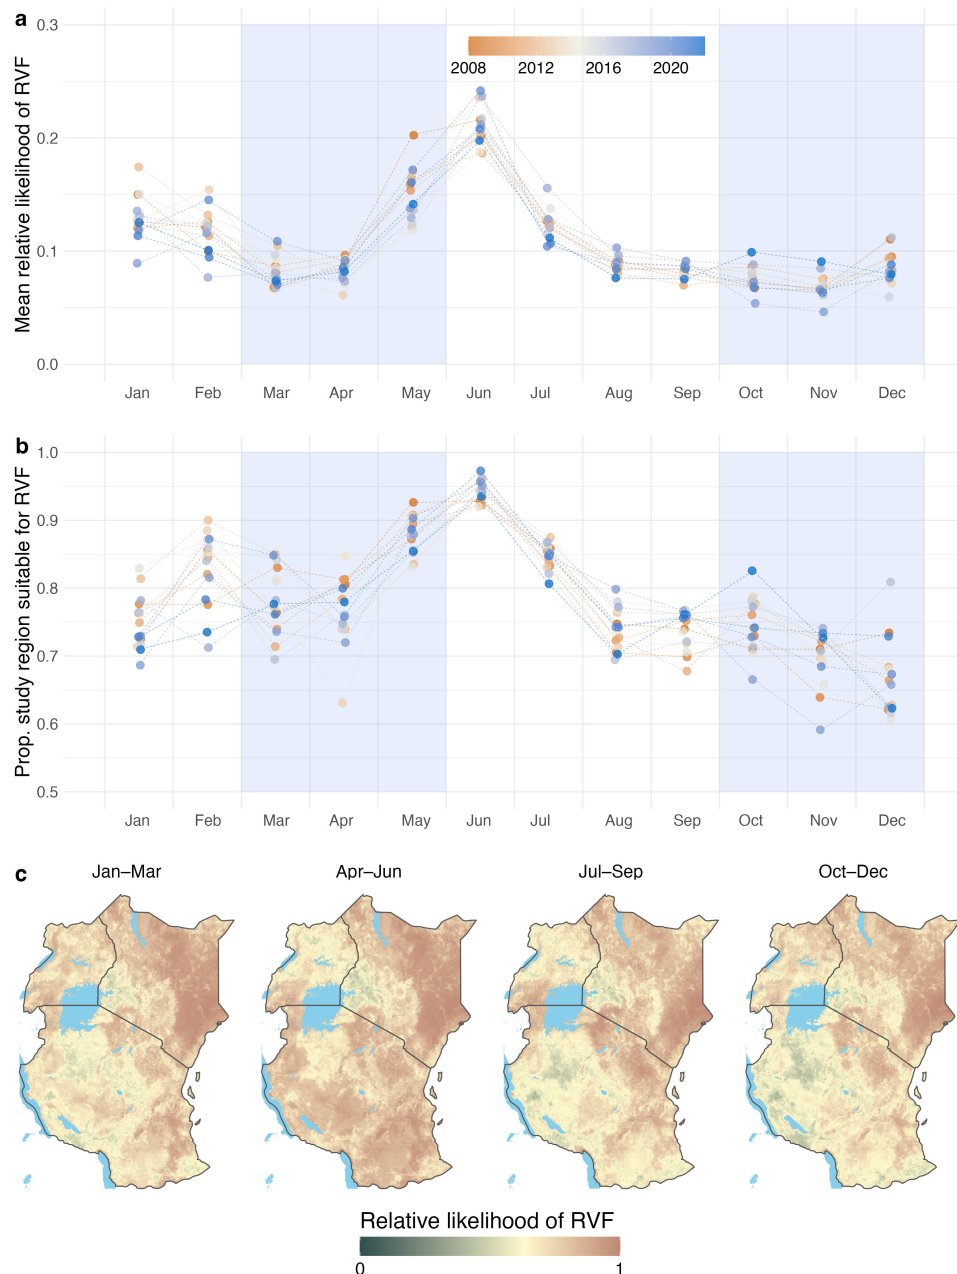 a
Mean relative likelihood of RVF
0.3
0.2
0.1
0.0
2008 2012 2016 2020
Jan Feb Mar Apr May Jun Jul Aug Sep Oct Nov Dec
b
Prop. study region suitable for RVF
1.0
0.9
0.8
0.7
0.6
0.5
Jan Feb Mar Apr May Jun Jul Aug Sep Oct Nov Dec
c
Jan–Mar Apr–Jun Jul–Sep Oct–Dec
Relative likelihood of RVF
0 1